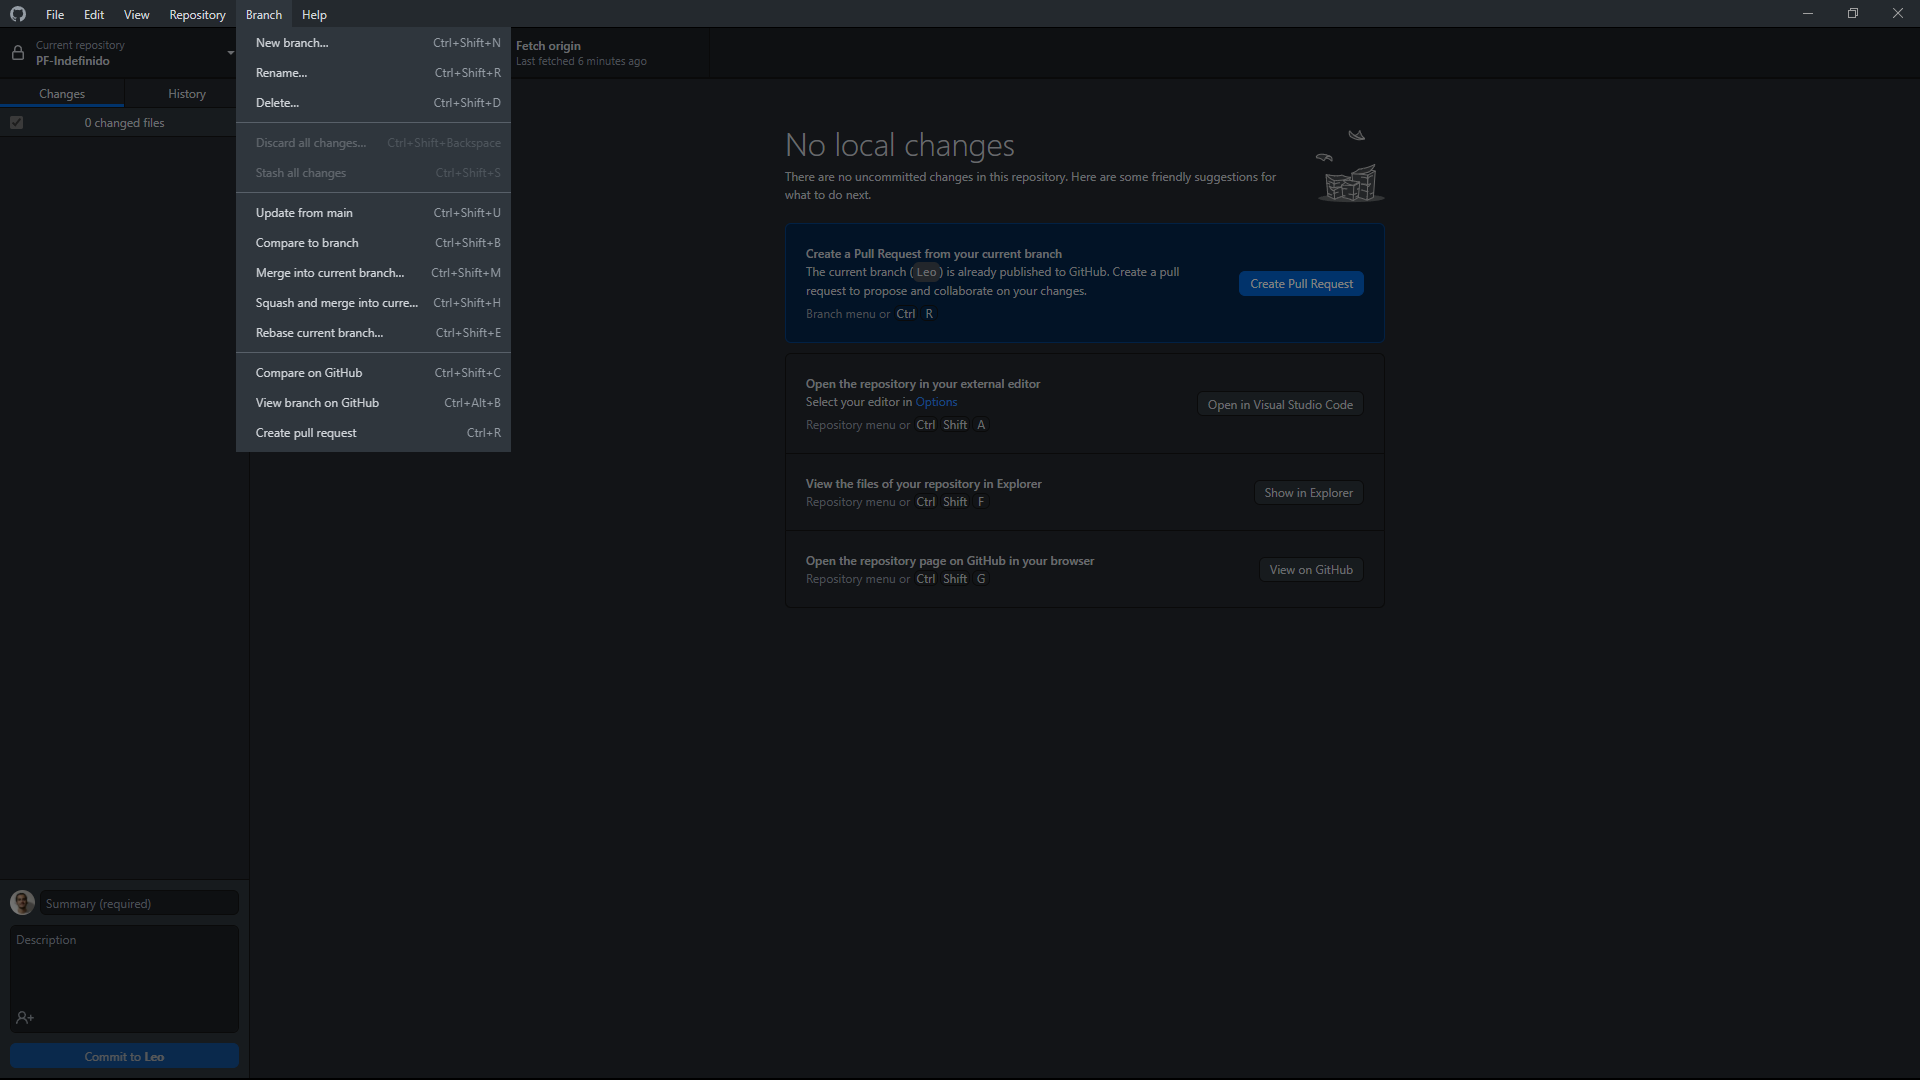 File Edit View Repository Branch Help
Current repository
PF-Indefinido
Fetch origin
Last fetched 6 minutes ago
Changes History
0 changed files
New branch... Ctrl+Shift+N
Rename... Ctrl+Shift+R
Delete... Ctrl+Shift+D
Discard all changes... Ctrl+Shift+Backspace
Stash all changes Ctrl+Shift+S
Update from main Ctrl+Shift+U
Compare to branch Ctrl+Shift+B
Merge into current branch... Ctrl+Shift+M
Squash and merge into curre... Ctrl+Shift+H
Rebase current branch... Ctrl+Shift+E
Compare on GitHub Ctrl+Shift+C
View branch on GitHub Ctrl+Alt+B
Create pull request Ctrl+R
No local changes
There are no uncommitted changes in this repository. Here are some friendly suggestions for
what to do next.
Create a Pull Request from your current branch
The current branch ( Leo ) is already published to GitHub. Create a pull
request to propose and collaborate on your changes.
Branch menu or Ctrl R
Create Pull Request
Open the repository in your external editor
Select your editor in Options
Repository menu or Ctrl Shift A
Open in Visual Studio Code
View the files of your repository in Explorer
Repository menu or Ctrl Shift F
Show in Explorer
Open the repository page on GitHub in your browser
Repository menu or Ctrl Shift G
View on GitHub
Summary (required)
Description
Commit to Leo